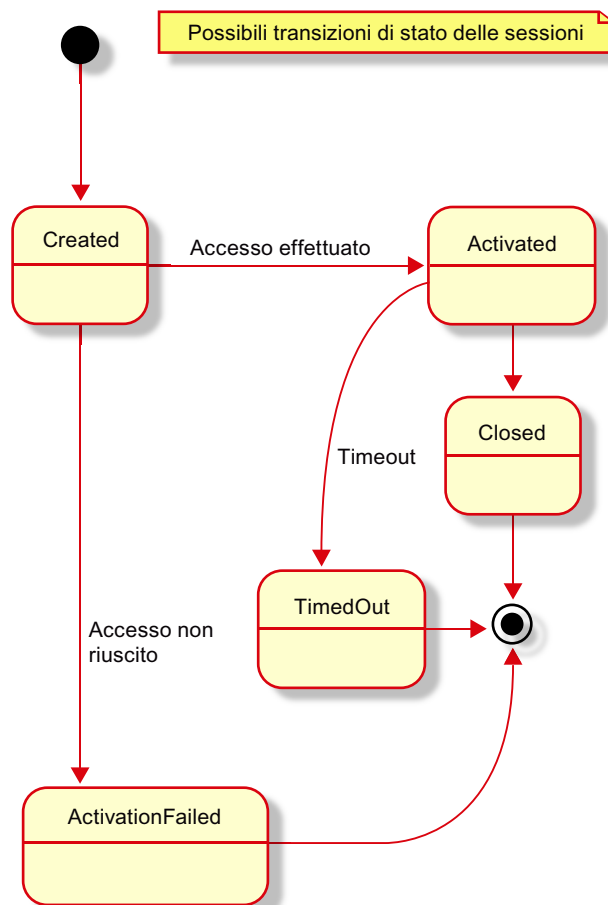 Possibili transizioni di stato delle sessioni
Created
Accesso effettuato
Activated
Closed
Timeout
TimedOut
Accesso non
riuscito
ActivationFailed